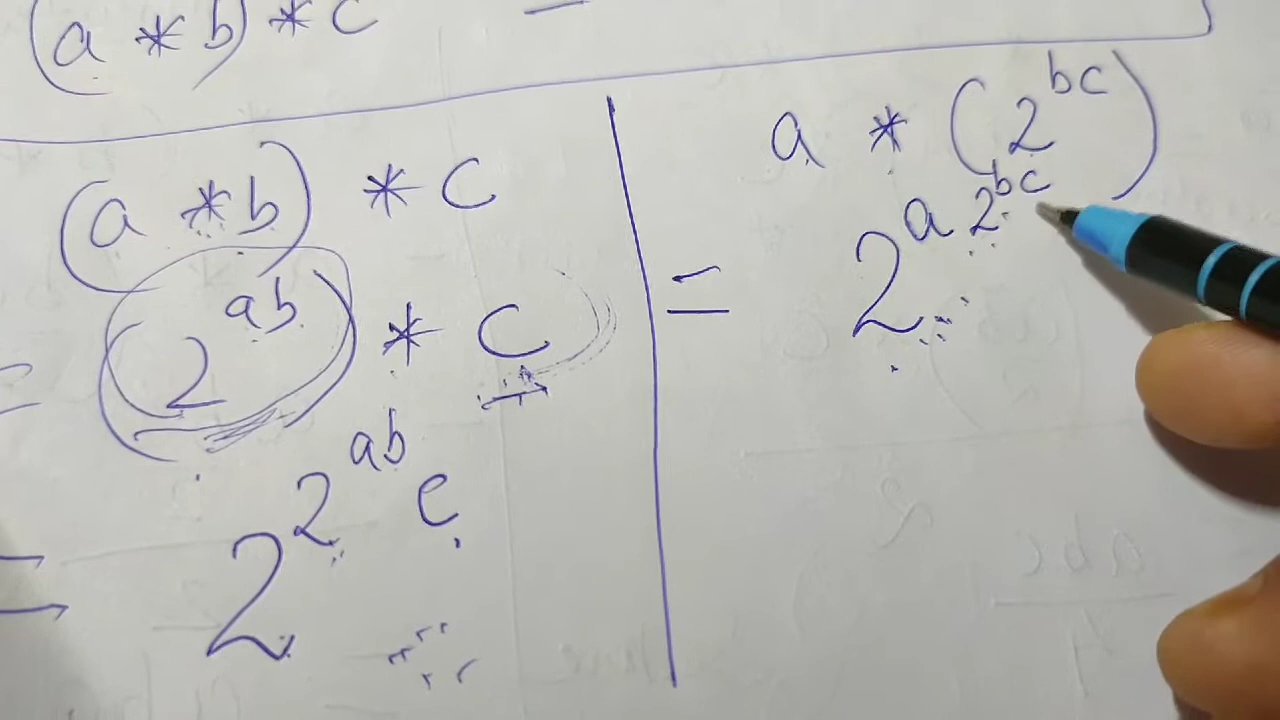 (a * b) * c =
(a * b) * c
= (2^{ab}) * c
= 2^{2^{ab} c}
a * (2^{bc})
= 2^{a 2^{bc}}